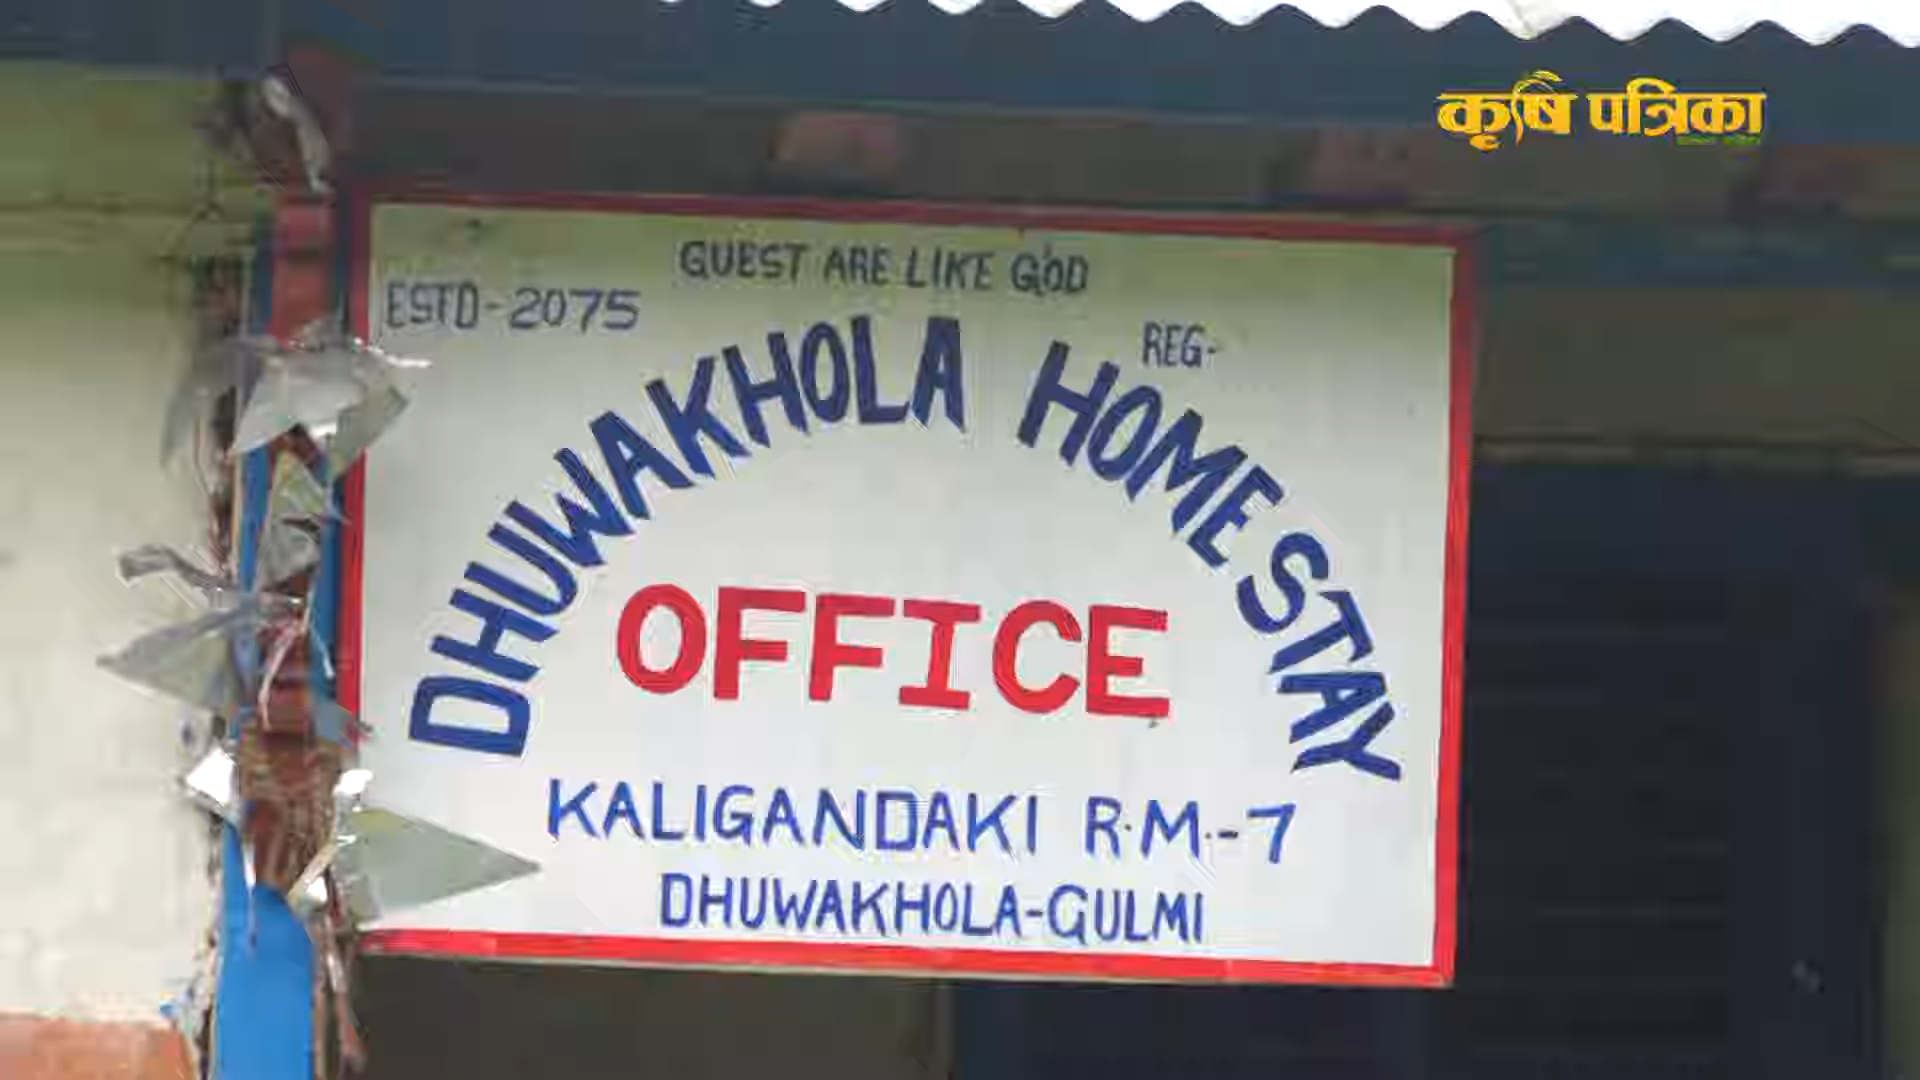 कृषि पत्रिका
GUEST ARE LIKE GOD
ESTD-2075
REG-
DHUWAKHOLA HOME STAY
OFFICE
KALIGANDAKI R.M.-7
DHUWAKHOLA-GULMI